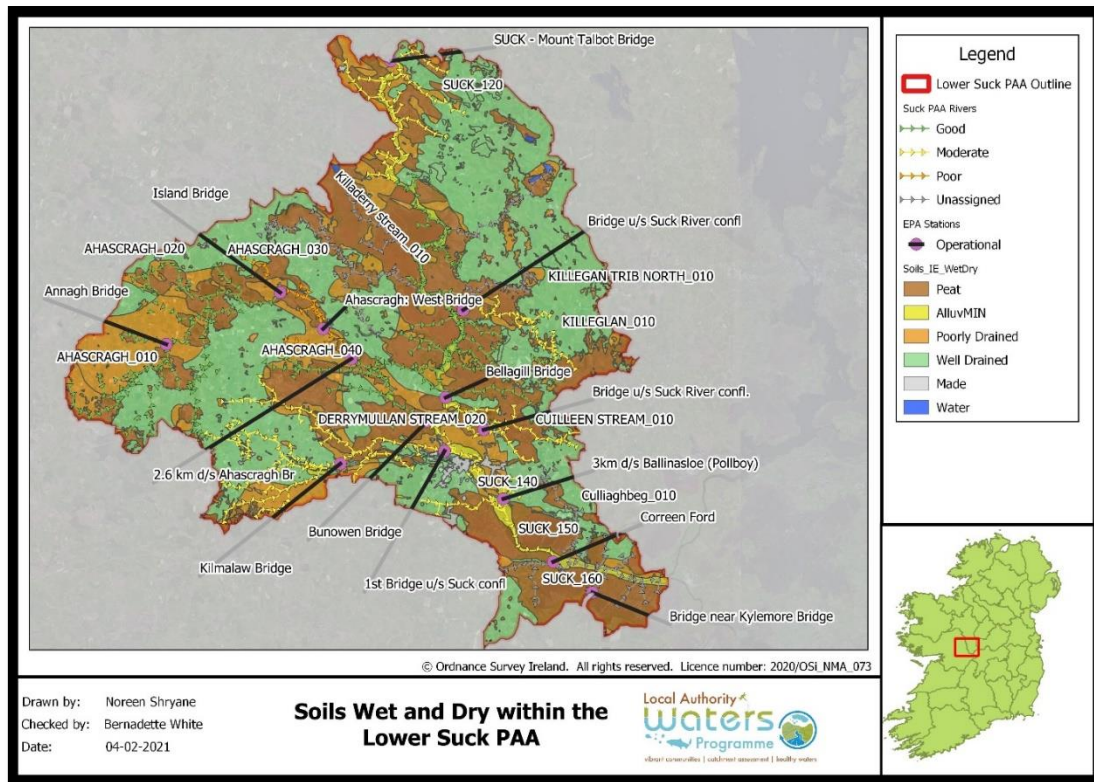 SUCK - Mount Talbot Bridge
SUCK_120
Island Bridge
Killaderry stream_010
Bridge u/s Suck River confl
AHASCRAGH_020
AHASCRAGH_030
KILLEGAN TRIB NORTH_010
Annagh Bridge
Ahascragh: West Bridge
KILLEGLAN_010
AHASCRAGH_010
AHASCRAGH_040
Bellagill Bridge
Bridge u/s Suck River confl.
DERRYMULLAN STREAM_020
CUILLEEN STREAM_010
2.6 km d/s Ahascragh Br
3km d/s Ballinasloe (Pollboy)
SUCK_140
Culliaghbeg_010
Bunowen Bridge
SUCK_150
Correen Ford
Kilmalaw Bridge
1st Bridge u/s Suck confl
SUCK_160
Bridge near Kylemore Bridge
© Ordnance Survey Ireland. All rights reserved. Licence number: 2020/OSi_NMA_073
Legend
Lower Suck PAA Outline
Suck PAA Rivers
Good
Moderate
Poor
Unassigned
EPA Stations
Operational
Soils_IE_WetDry
Peat
AlluvMIN
Poorly Drained
Well Drained
Made
Water
Drawn by: Noreen Shryane
Checked by: Bernadette White
Date: 04-02-2021
Soils Wet and Dry within the
Lower Suck PAA
Local Authority
Waters
Programme
vibrant communities | catchment assessment | healthy waters